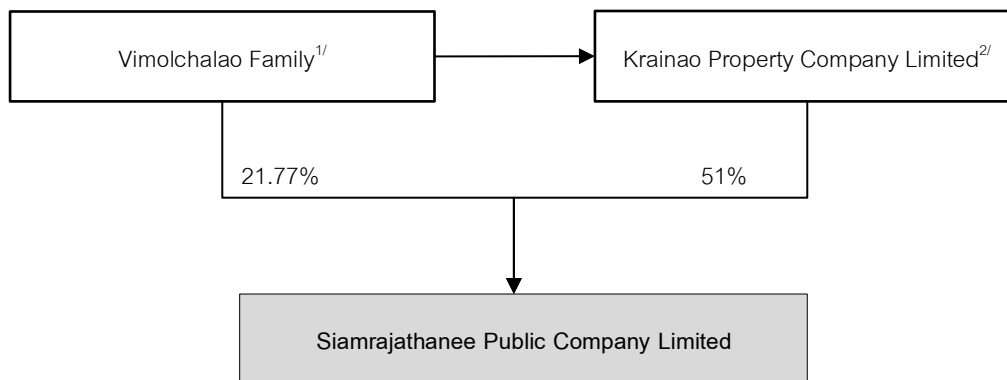 Vimolchalao Family1/
Krainao Property Company Limited2/
21.77%
51%
Siamrajathanee Public Company Limited